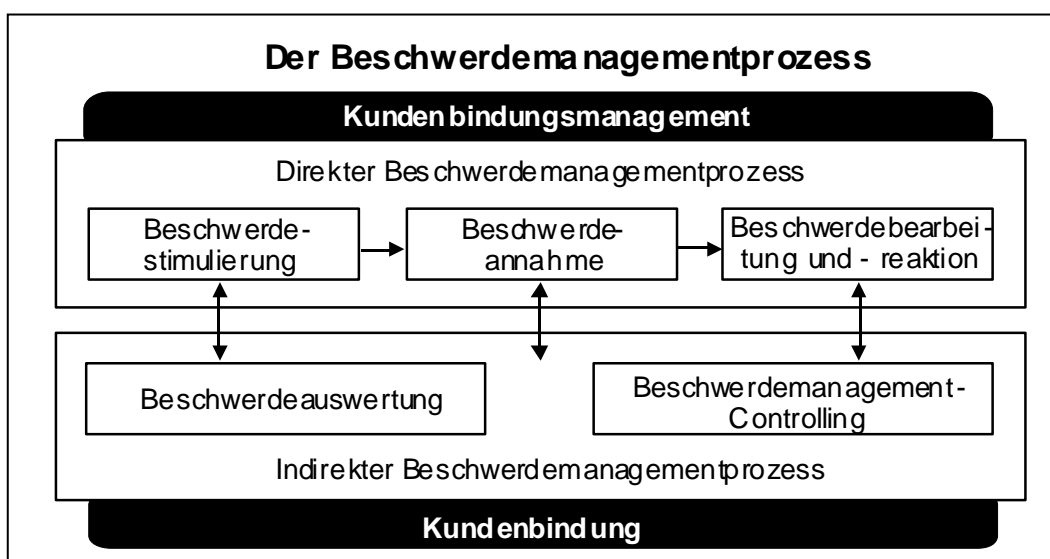 Der Beschwerdemanagementprozess
Kundenbindungsmanagement
Direkter Beschwerdemanagementprozess
Beschwerde-
stimulierung
Beschwerde-
annahme
Beschwerdebearbei-
tung und - reaktion
Beschwerdeauswertung
Beschwerdemanagement-
Controlling
Indirekter Beschwerdemanagementprozess
Kundenbindung